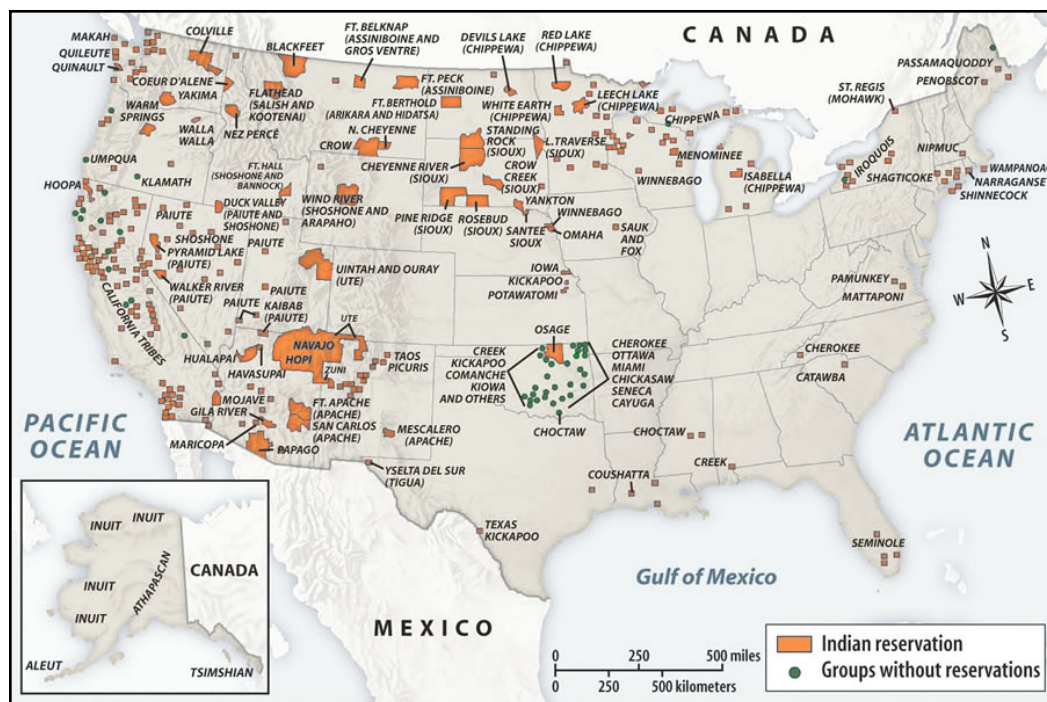 CANADA
MAKAH
QUILEUTE
QUINAULT
COLVILLE
BLACKFEET
FT. BELKNAP
(ASSINIBOINE AND
GROS VENTRE)
DEVILS LAKE
(CHIPPEWA)
RED LAKE
(CHIPPEWA)
PASSAMAQUODDY
PENOBSCOT
COEUR D'ALENE
YAKIMA
FLATHEAD
(SALISH AND
KOOTENAI)
FT. PECK
(ASSINIBOINE)
FT. BERTHOLD
(ARIKARA AND HIDATSA)
WHITE EARTH
(CHIPPEWA)
LEECH LAKE
(CHIPPEWA)
CHIPPEWA
ST. REGIS
(MOHAWK)
WARM
SPRINGS
WALLA
WALLA
NEZ PERCÉ
N. CHEYENNE
CROW
STANDING
ROCK
(SIOUX)
L. TRAVERSE
(SIOUX)
MENOMINEE
IROQUOIS
NIPMUC
UMPQUA
KLAMATH
FT. HALL
(SHOSHONE AND
BANNOCK)
CHEYENNE RIVER
(SIOUX)
CROW
CREEK
(SIOUX)
WINNEBAGO
ISABELLA
(CHIPPEWA)
SHAGTICOKE
WAMPANOAG
NARRAGANSE
SHINNECOCK
HOOPA
PAIUTE
DUCK VALLEY
(PAIUTE AND
SHOSHONE)
WIND RIVER
(SHOSHONE AND
ARAPAHO)
PINE RIDGE
(SIOUX)
ROSEBUD
(SIOUX)
YANKTON
SANTEE
SIOUX
WINNEBAGO
OMAHA
SAUK
AND
FOX
SHOSHONE
PYRAMID LAKE
(PAIUTE)
PAIUTE
WALKER RIVER
(PAIUTE)
UINTAH AND OURAY
(UTE)
IOWA
KICKAPOO
POTAWATOMI
PAMUNKEY
MATTAPONI
N
W
E
S
CALIFORNIA TRIBES
PAIUTE
PAIUTE
KAIBAB
(PAIUTE)
UTE
NAVAJO
HOPI
HUALAPAI
HAVASUPAI
ZUNI
TAOS
PICURIS
OSAGE
CREEK
KICKAPOO
COMANCHE
KIOWA
AND OTHERS
CHEROKEE
OTTAWA
MIAMI
CHICKASAW
SENECA
CAYUGA
CHEROKEE
CATAWBA
MOJAVE
GILA RIVER
MARICOPA
PAPAGO
FT. APACHE
(APACHE)
SAN CARLOS
(APACHE)
MESCALERO
(APACHE)
CHOCTAW
CHOCTAW
CREEK
COUSHATTA
YSELTA DEL SUR
(TIGUA)
TEXAS
KICKAPOO
SEMINOLE
PACIFIC
OCEAN
ATLANTIC
OCEAN
Gulf of Mexico
MEXICO
INUIT
INUIT
INUIT
INUIT
ATHAPASCAN
CANADA
ALEUT
TSIMSHIAN
0 250 500 miles
0 250 500 kilometers
Indian reservation
Groups without reservations